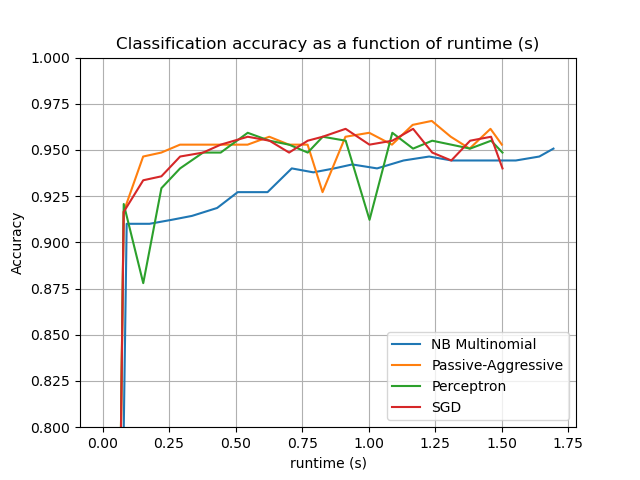 Classification accuracy as a function of runtime (s)
1.000
0.975
0.950
0.925
0.900
0.875
0.850
0.825
0.800
Accuracy
NB Multinomial
Passive-Aggressive
Perceptron
SGD
0.00 0.25 0.50 0.75 1.00 1.25 1.50 1.75
runtime (s)